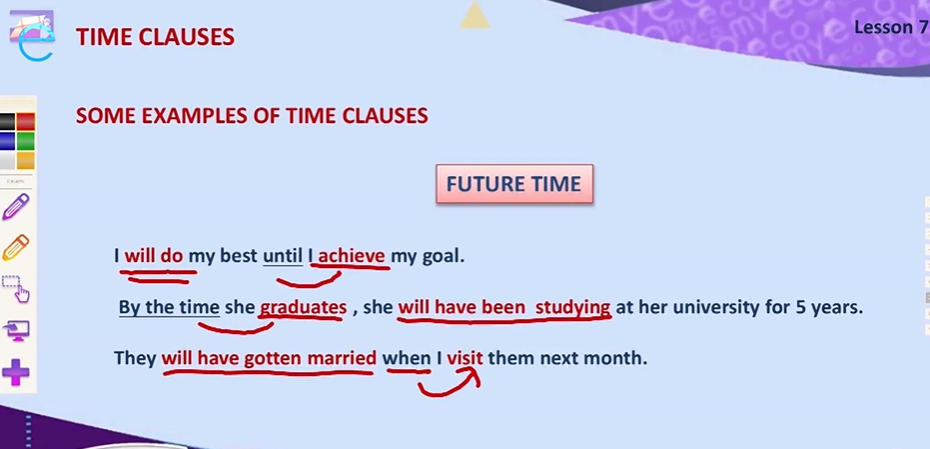 Lesson 7
TIME CLAUSES
SOME EXAMPLES OF TIME CLAUSES
FUTURE TIME
I will do my best until I achieve my goal.
By the time she graduates , she will have been studying at her university for 5 years.
They will have gotten married when I visit them next month.